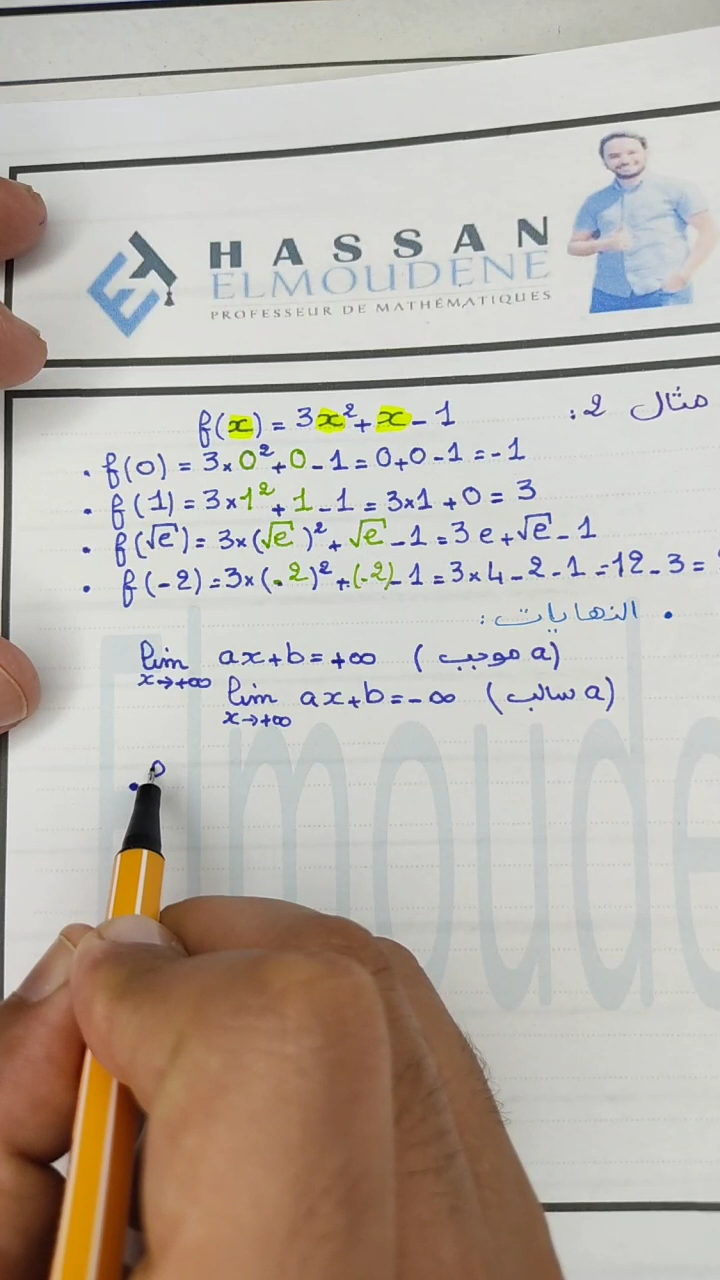 HASSAN
ELMOUDENE
PROFESSEUR DE MATHÉMATIQUES
مثال 2:
f(x) = 3x² + x - 1
• f(0) = 3×0² + 0 - 1 = 0 + 0 - 1 = -1
• f(1) = 3×1² + 1 - 1 = 3×1 + 0 = 3
• f(√e) = 3×(√e)² + √e - 1 = 3e + √e - 1
• f(-2) = 3×(-2)² + (-2) - 1 = 3×4 - 2 - 1 = 12 - 3 =
• النهايات:
lim x→+∞ ax+b = +∞ (a موجب)
lim x→+∞ ax+b = -∞ (a سالب)
Elmoude